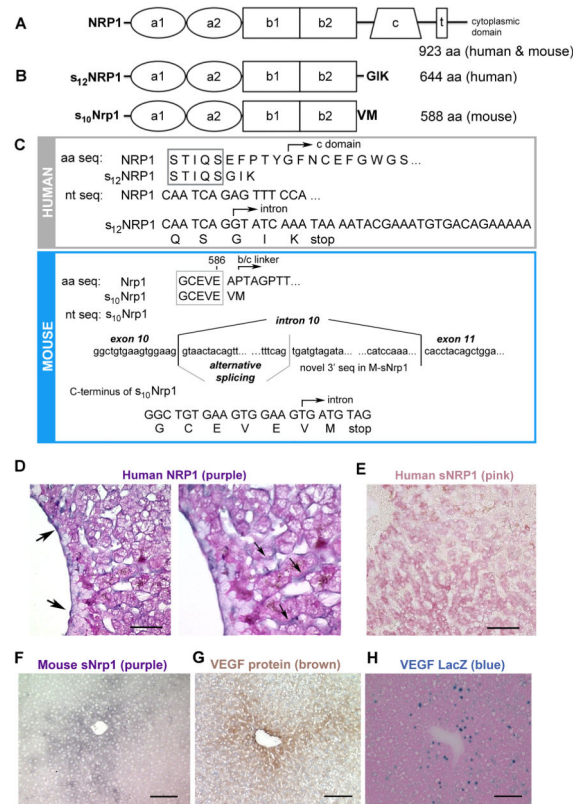 A NRP1 a1 a2 b1 b2 c t cytoplasmic domain
923 aa (human & mouse)
B s12NRP1 a1 a2 b1 b2 GIK 644 aa (human)
s10Nrp1 a1 a2 b1 b2 VM 588 aa (mouse)
C
HUMAN
c domain
aa seq: NRP1 S T I Q S E F P T Y G F N C E F G W G S ...
s12NRP1 S T I Q S G I K
nt seq: NRP1 CAA TCA GAG TTT CCA ...
intron
s12NRP1 CAA TCA GGT ATC AAA TAA AAATACGAAATGTGACAGAAAAA
Q S G I K stop
MOUSE
586 b/c linker
aa seq: Nrp1 GCEVE APTAGPTT...
s10Nrp1 GCEVE VM
nt seq: s10Nrp1
intron 10
exon 10 exon 11
ggctgtgaagtggaag gtaactacagtt... ...tttcag tgatgtagata... ...catccaaa... cacctacagctgga...
alternative splicing
novel 3' seq in M-sNrp1
C-terminus of s10Nrp1
intron
GGC TGT GAA GTG GAA GTG ATG TAG
G C E V E V M stop
D Human NRP1 (purple)
E Human sNRP1 (pink)
F Mouse sNrp1 (purple)
G VEGF protein (brown)
H VEGF LacZ (blue)